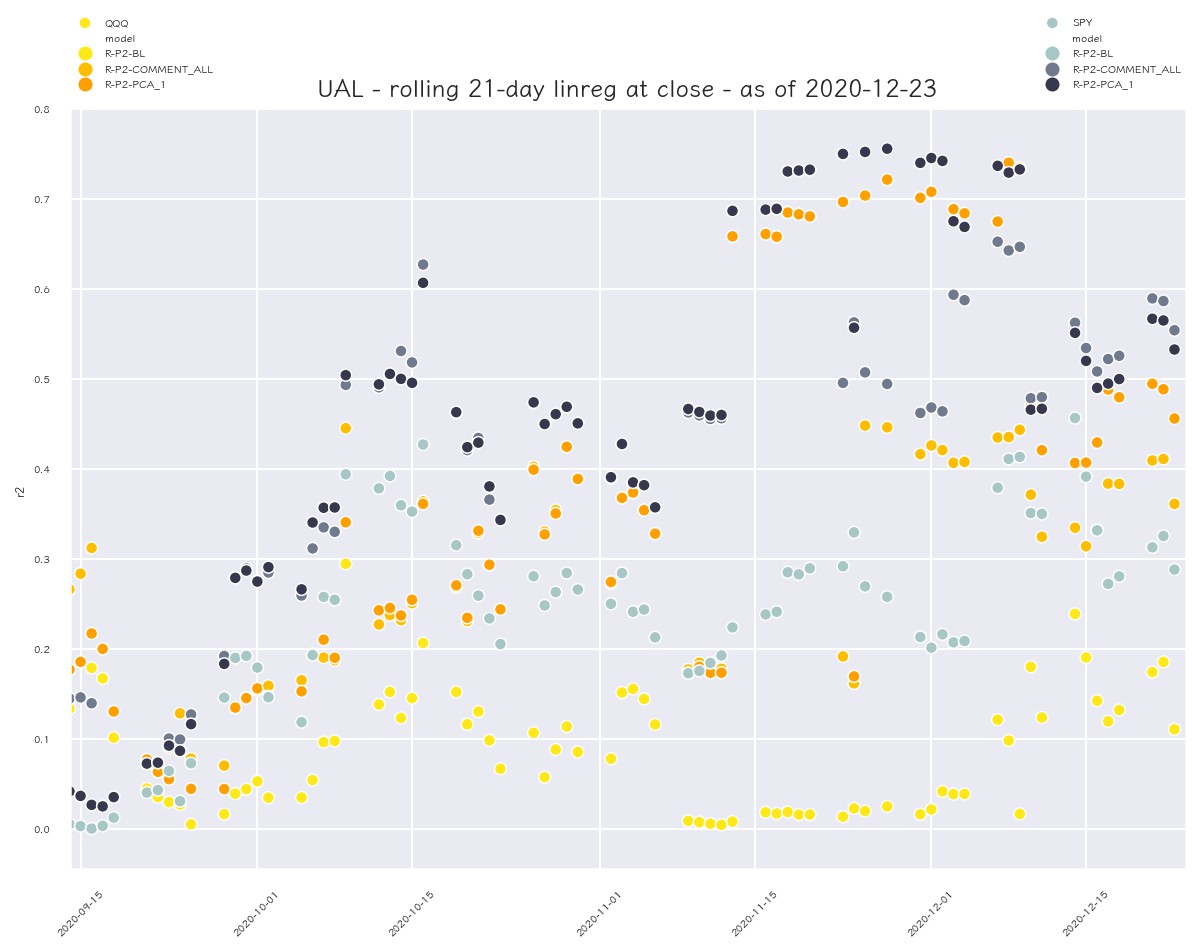 QQQ
model
R-P2-BL
R-P2-COMMENT_ALL
R-P2-PCA_1
SPY
model
R-P2-BL
R-P2-COMMENT_ALL
R-P2-PCA_1
UAL - rolling 21-day linreg at close - as of 2020-12-23
0.8
0.7
0.6
0.5
0.4
0.3
0.2
0.1
0.0
r2
2020-09-15
2020-10-01
2020-10-15
2020-11-01
2020-11-15
2020-12-01
2020-12-15